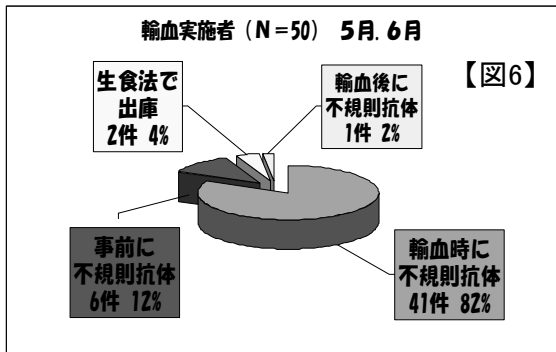 輸血実施者（N=50） 5月.6月
【図6】
生食法で
出庫
2件 4%
輸血後に
不規則抗体
1件 2%
事前に
不規則抗体
6件 12%
輸血時に
不規則抗体
41件 82%